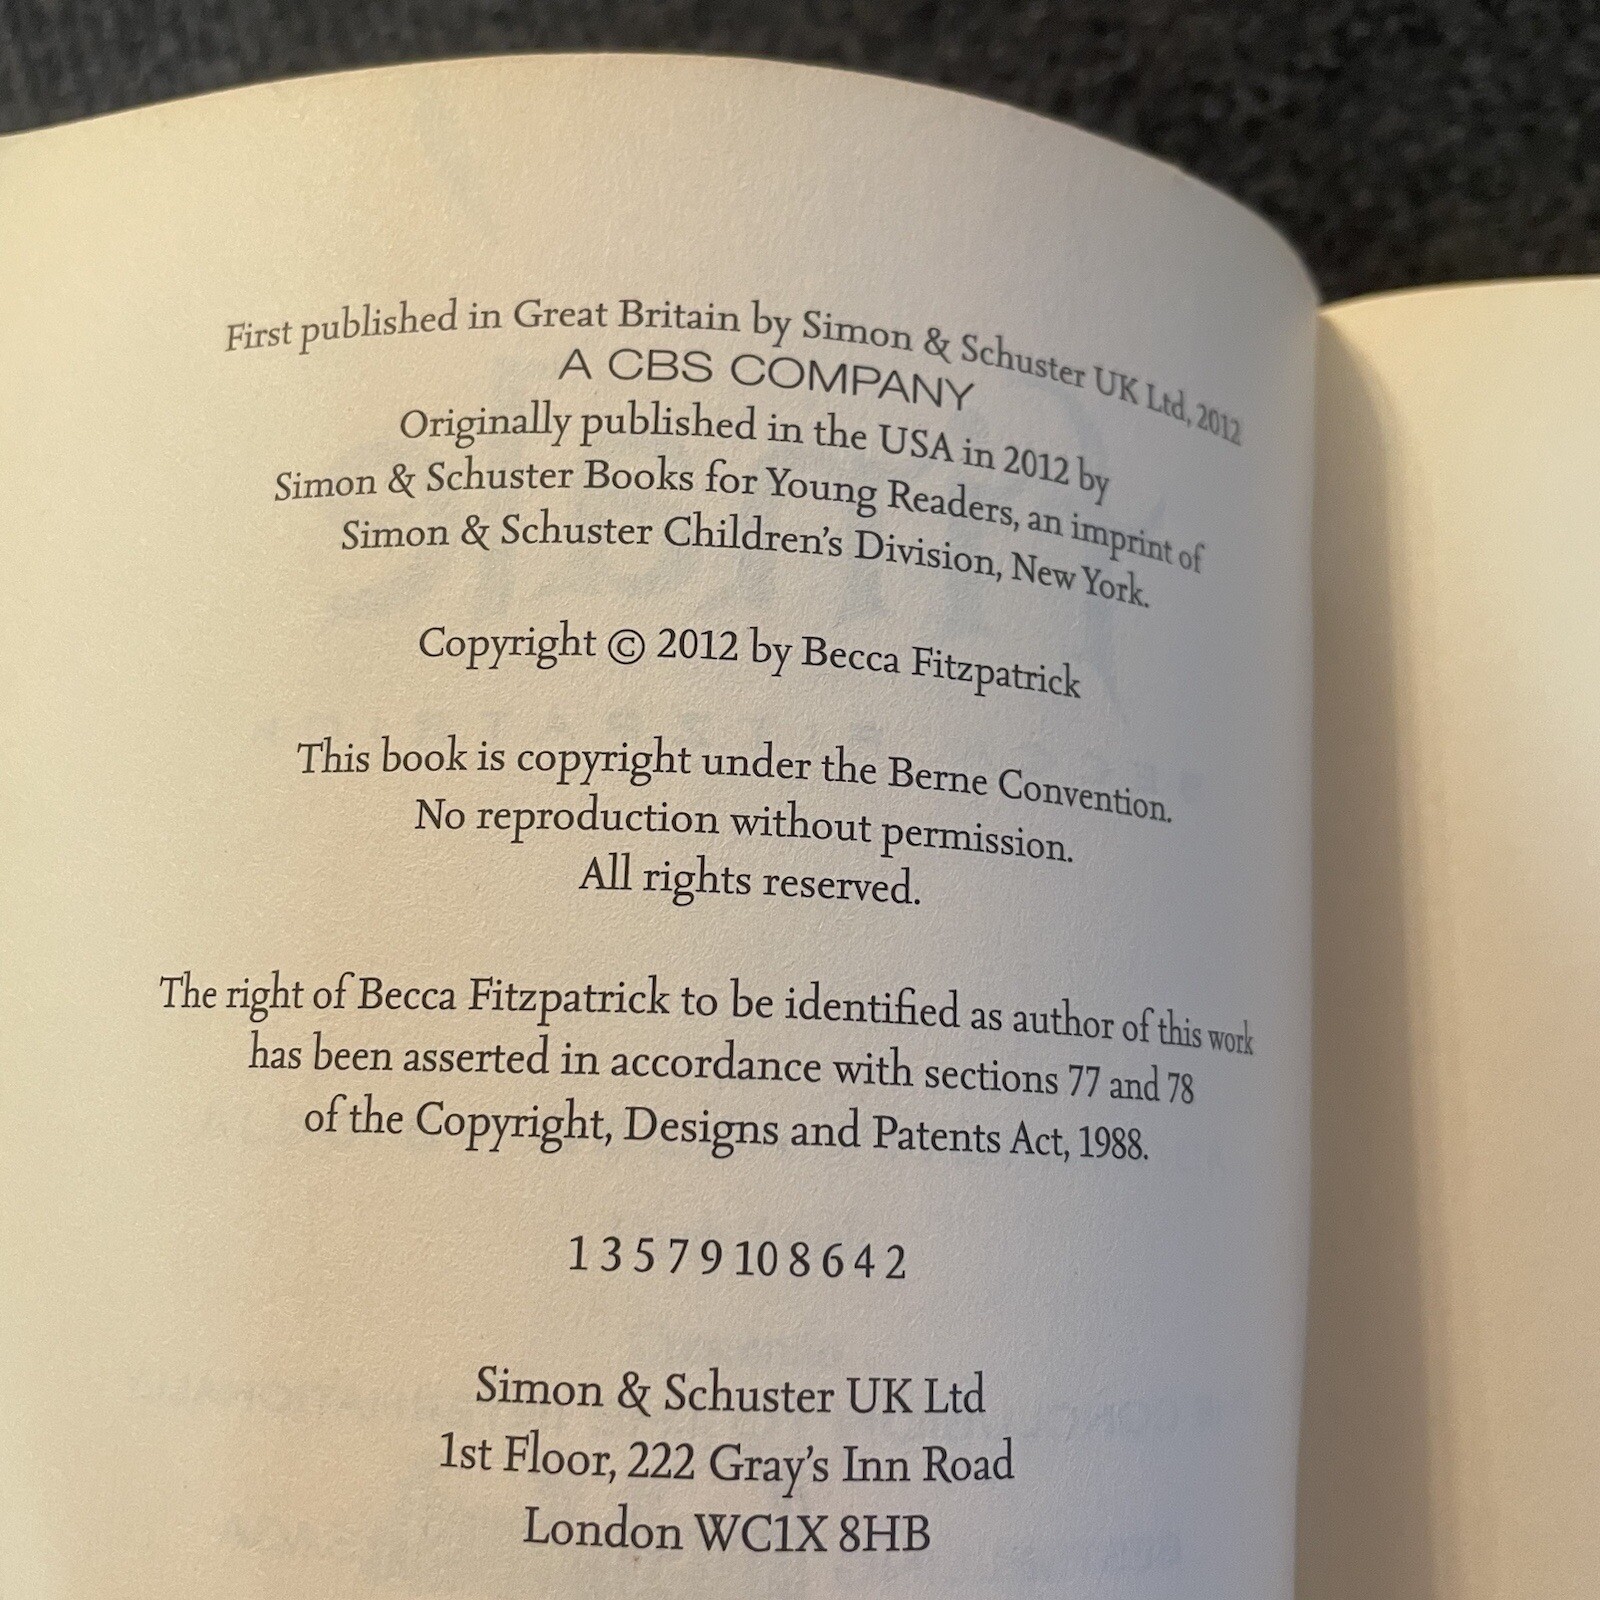 First published in Great Britain by Simon & Schuster UK Ltd, 2012
A CBS COMPANY
Originally published in the USA in 2012 by
Simon & Schuster Books for Young Readers, an imprint of
Simon & Schuster Children's Division, New York.
Copyright © 2012 by Becca Fitzpatrick
This book is copyright under the Berne Convention.
No reproduction without permission.
All rights reserved.
The right of Becca Fitzpatrick to be identified as author of this work
has been asserted in accordance with sections 77 and 78
of the Copyright, Designs and Patents Act, 1988.
1 3 5 7 9 10 8 6 4 2
Simon & Schuster UK Ltd
1st Floor, 222 Gray's Inn Road
London WC1X 8HB